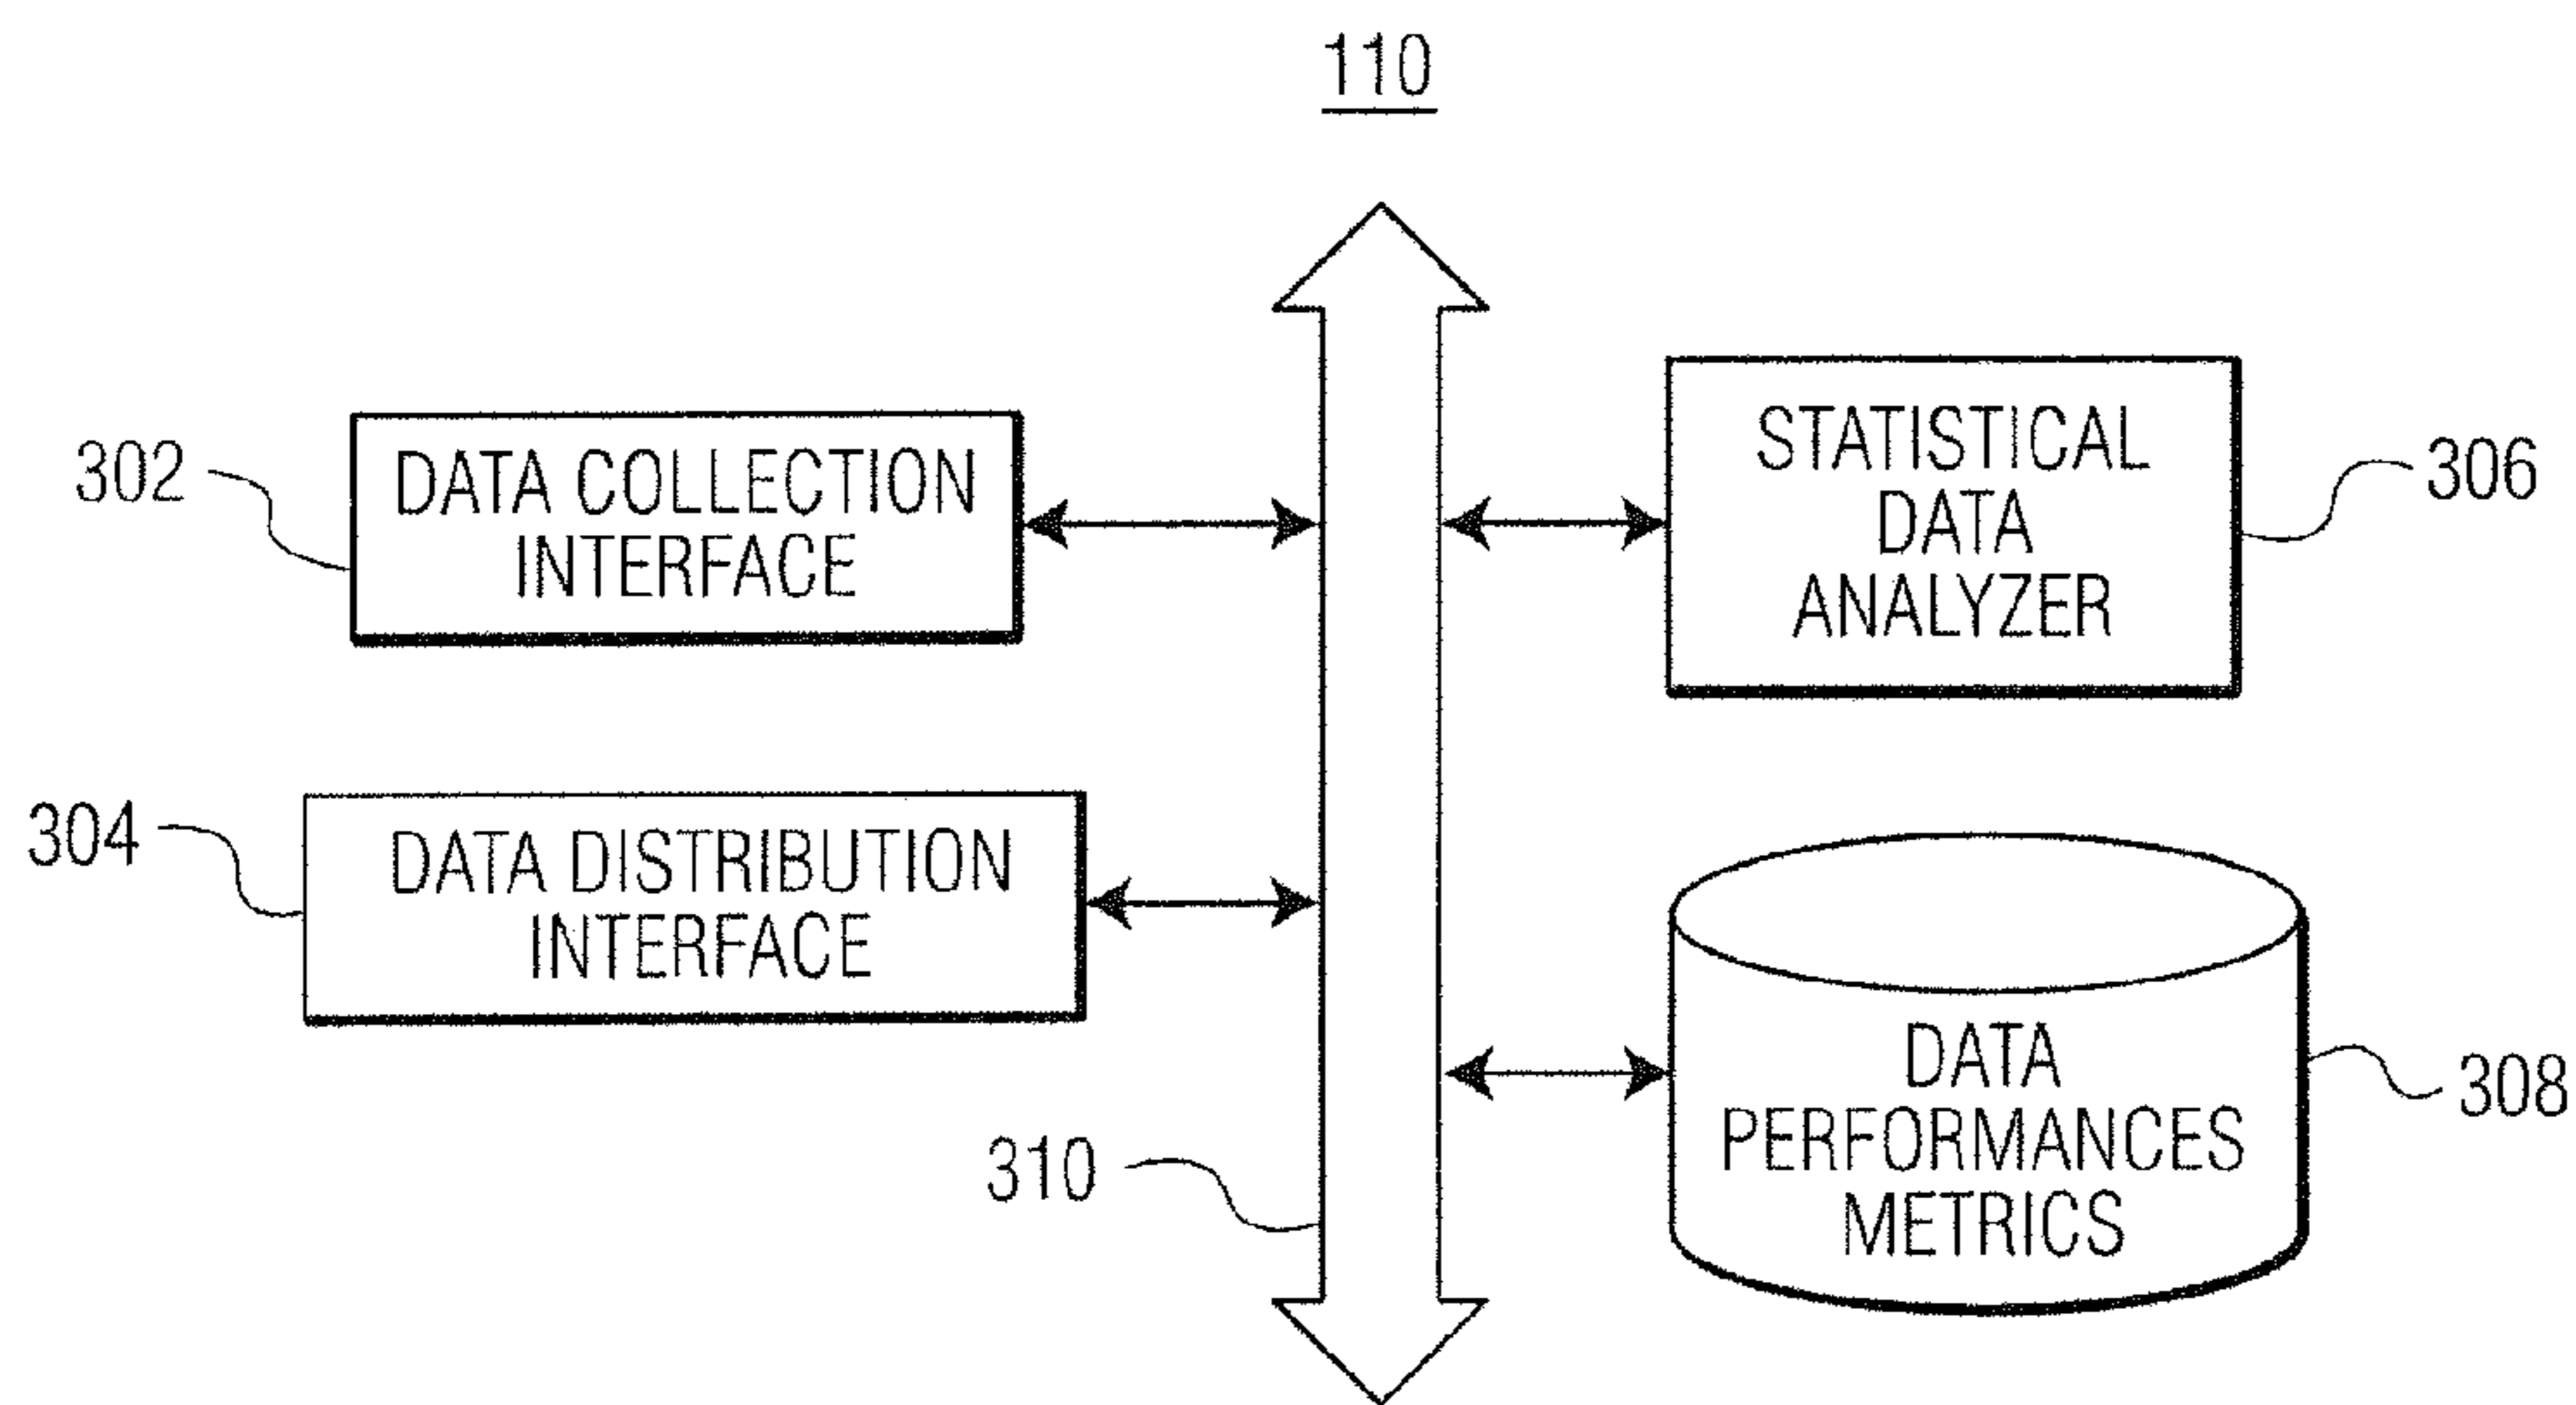 110
302
DATA COLLECTION
INTERFACE
STATISTICAL
DATA
ANALYZER
306
304
DATA DISTRIBUTION
INTERFACE
310
DATA
PERFORMANCES
METRICS
308